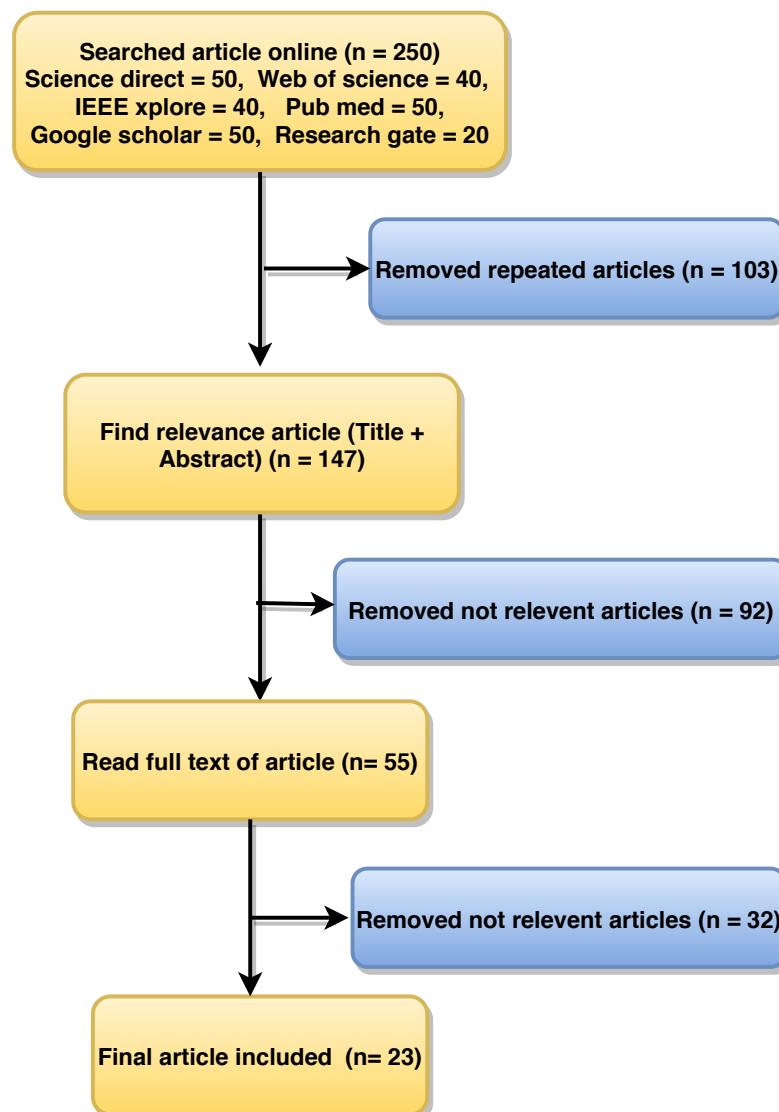 Searched article online (n = 250)
Science direct = 50, Web of science = 40,
IEEE xplore = 40, Pub med = 50,
Google scholar = 50, Research gate = 20
Removed repeated articles (n = 103)
Find relevance article (Title +
Abstract) (n = 147)
Removed not relevent articles (n = 92)
Read full text of article (n= 55)
Removed not relevent articles (n = 32)
Final article included (n= 23)